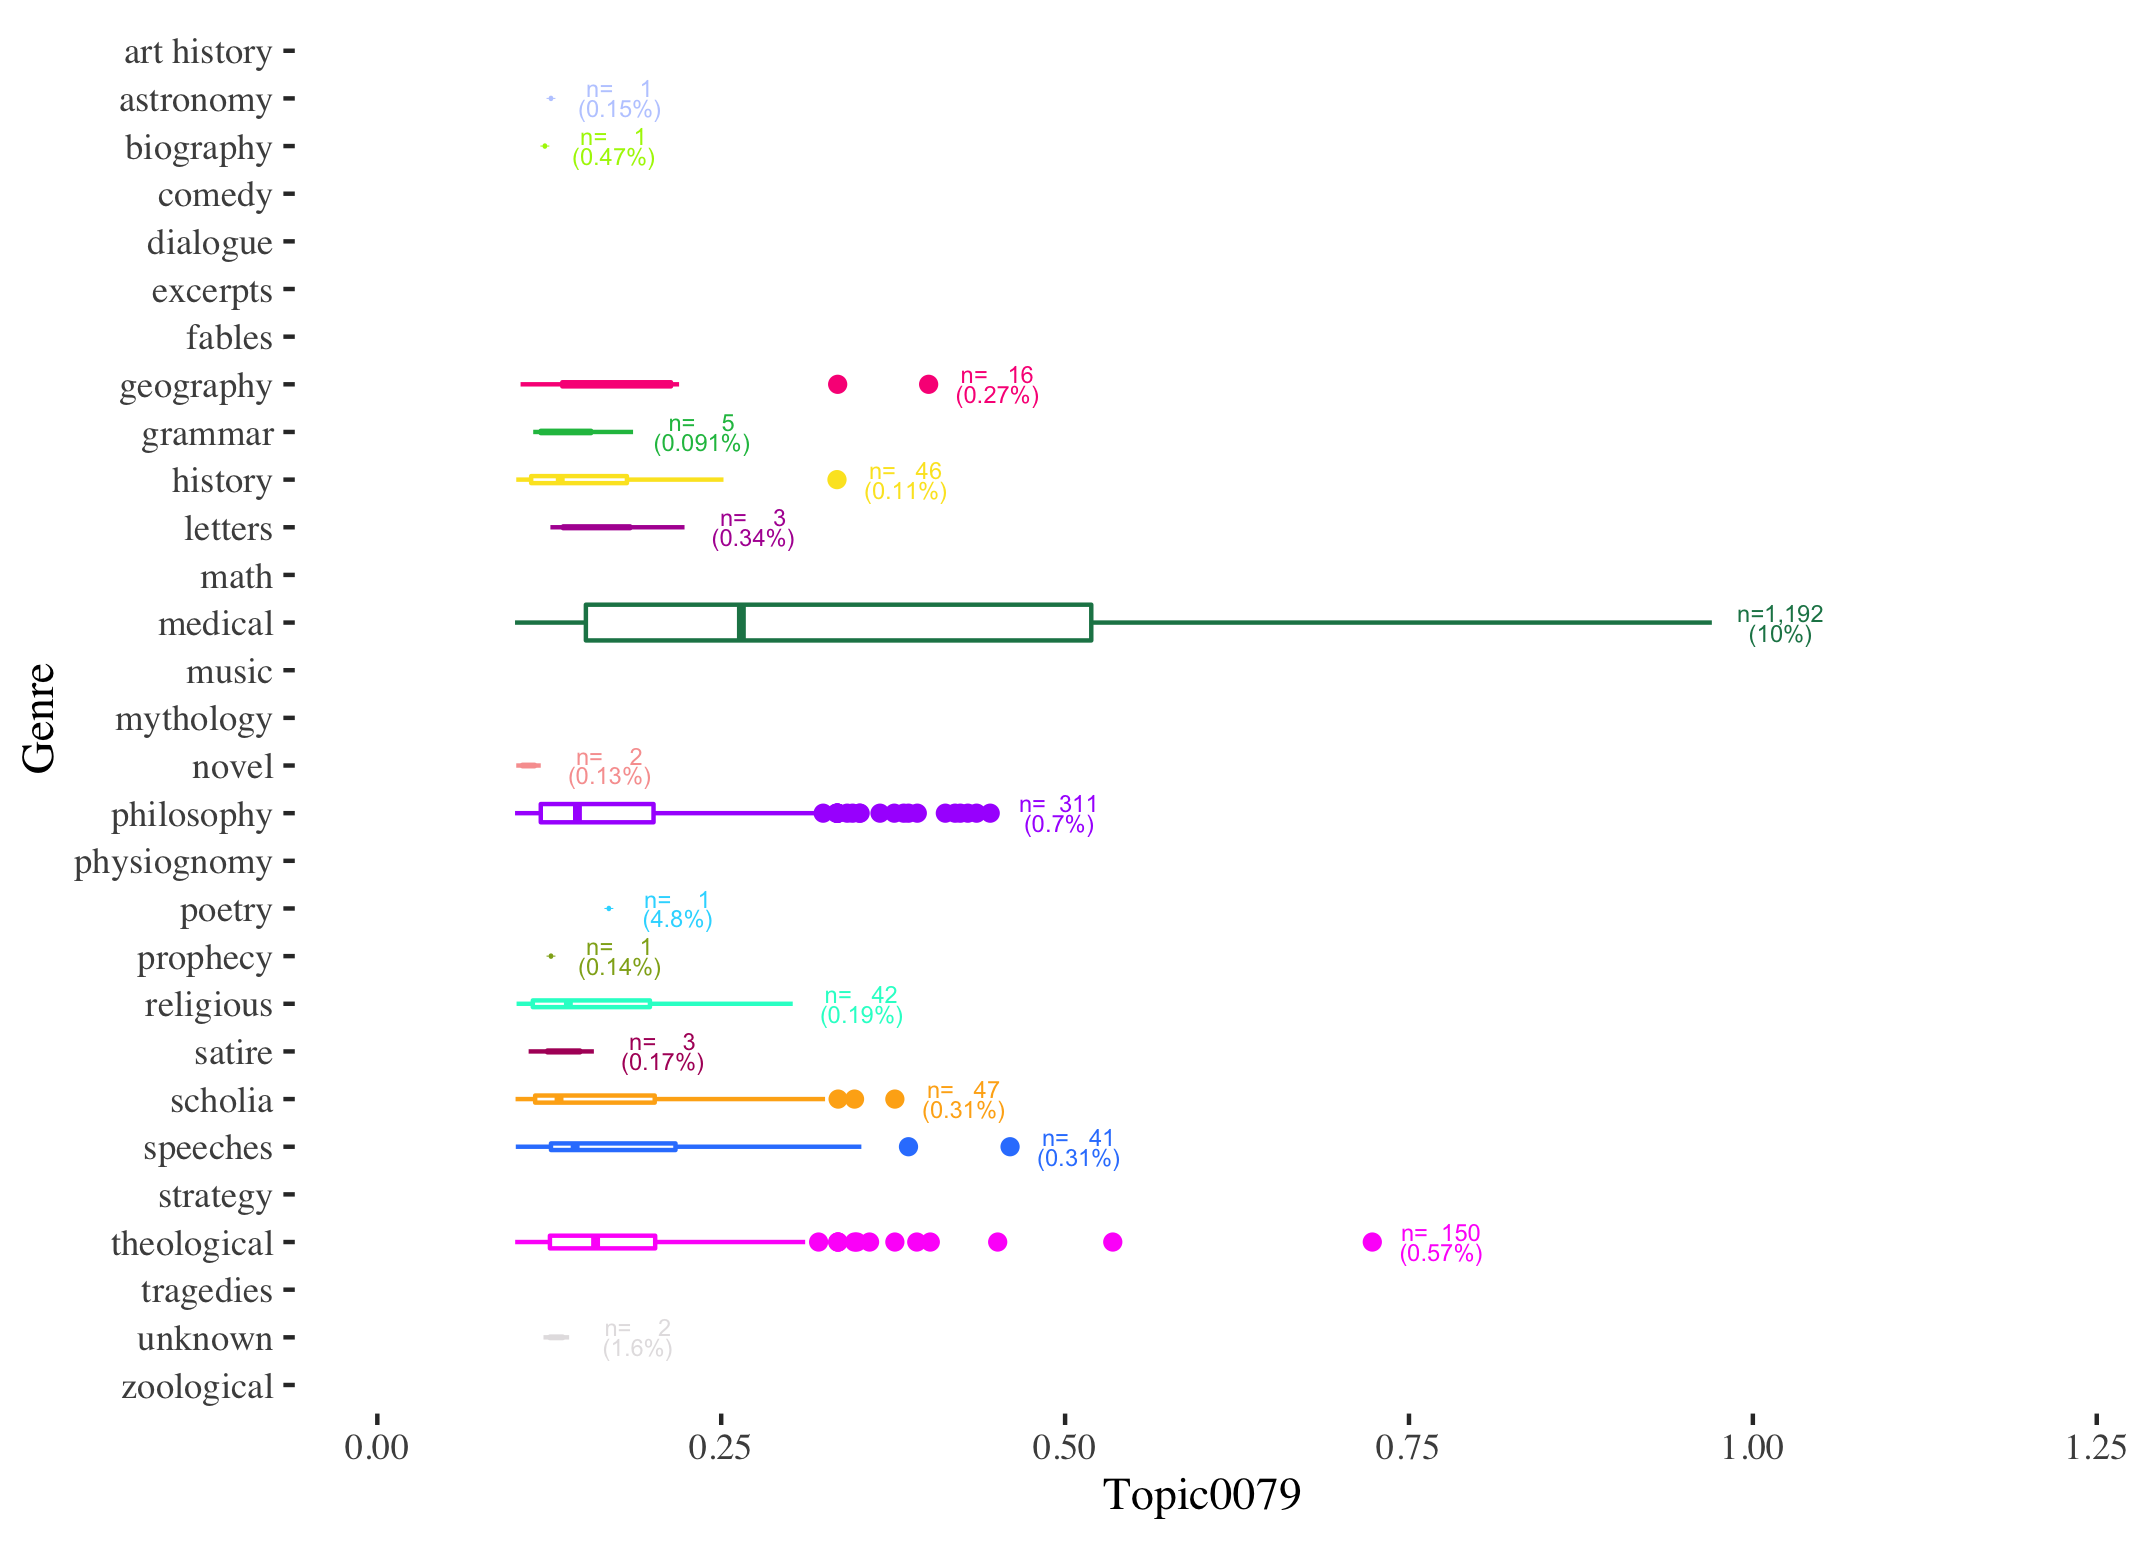 art history
astronomy
n= 1
(0.15%)
biography
n= 1
(0.47%)
comedy
dialogue
excerpts
fables
geography
n= 16
(0.27%)
grammar
n= 5
(0.091%)
history
n= 46
(0.11%)
letters
n= 3
(0.34%)
math
medical
n=1,192
(10%)
music
mythology
novel
n= 2
(0.13%)
philosophy
n= 311
(0.7%)
physiognomy
poetry
n= 1
(4.8%)
prophecy
n= 1
(0.14%)
religious
n= 42
(0.19%)
satire
n= 3
(0.17%)
scholia
n= 47
(0.31%)
speeches
n= 41
(0.31%)
strategy
theological
n= 150
(0.57%)
tragedies
unknown
n= 2
(1.6%)
zoological
Genre
0.00 0.25 0.50 0.75 1.00 1.25
Topic0079